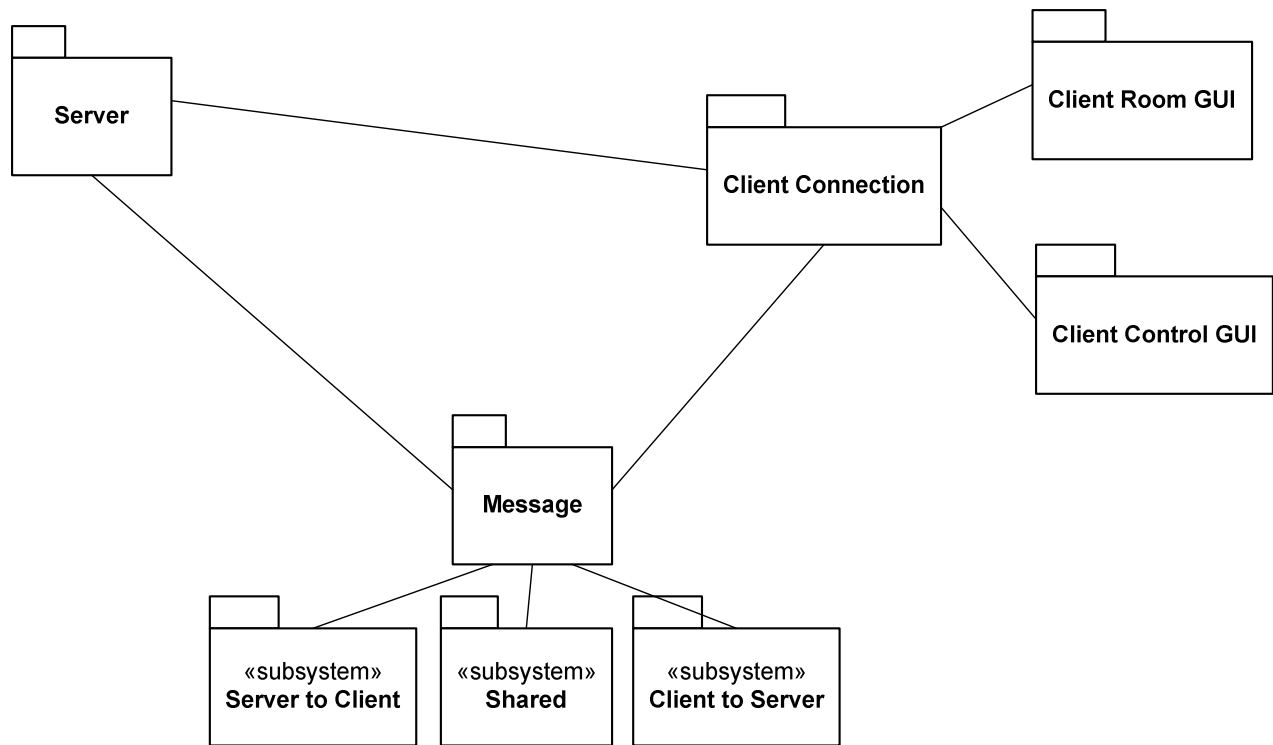 Server
Client Room GUI
Client Connection
Client Control GUI
Message
«subsystem»
Server to Client
«subsystem»
Shared
«subsystem»
Client to Server